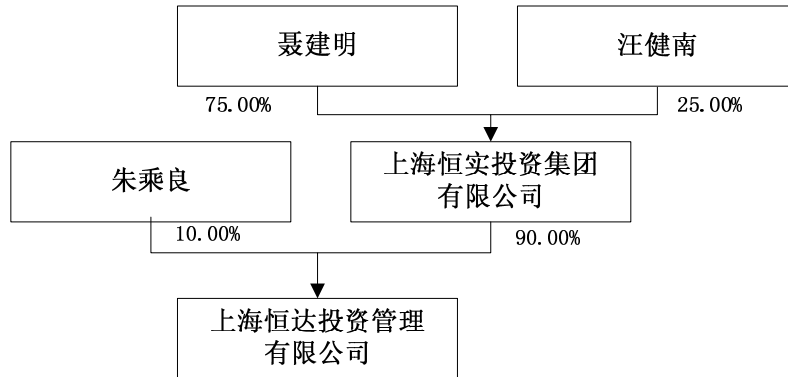 聂建明
汪健南
75.00%
25.00%
朱乘良
上海恒实投资集团
有限公司
10.00%
90.00%
上海恒达投资管理
有限公司